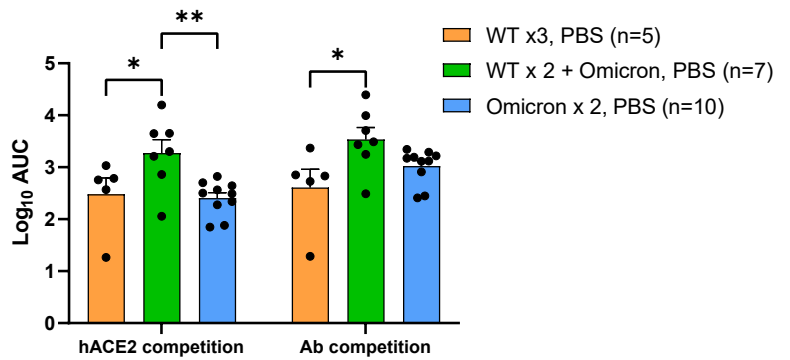 **
*
*
WT x3, PBS (n=5)
WT x 2 + Omicron, PBS (n=7)
Omicron x 2, PBS (n=10)
Log₁₀ AUC
5
4
3
2
1
0
hACE2 competition
Ab competition